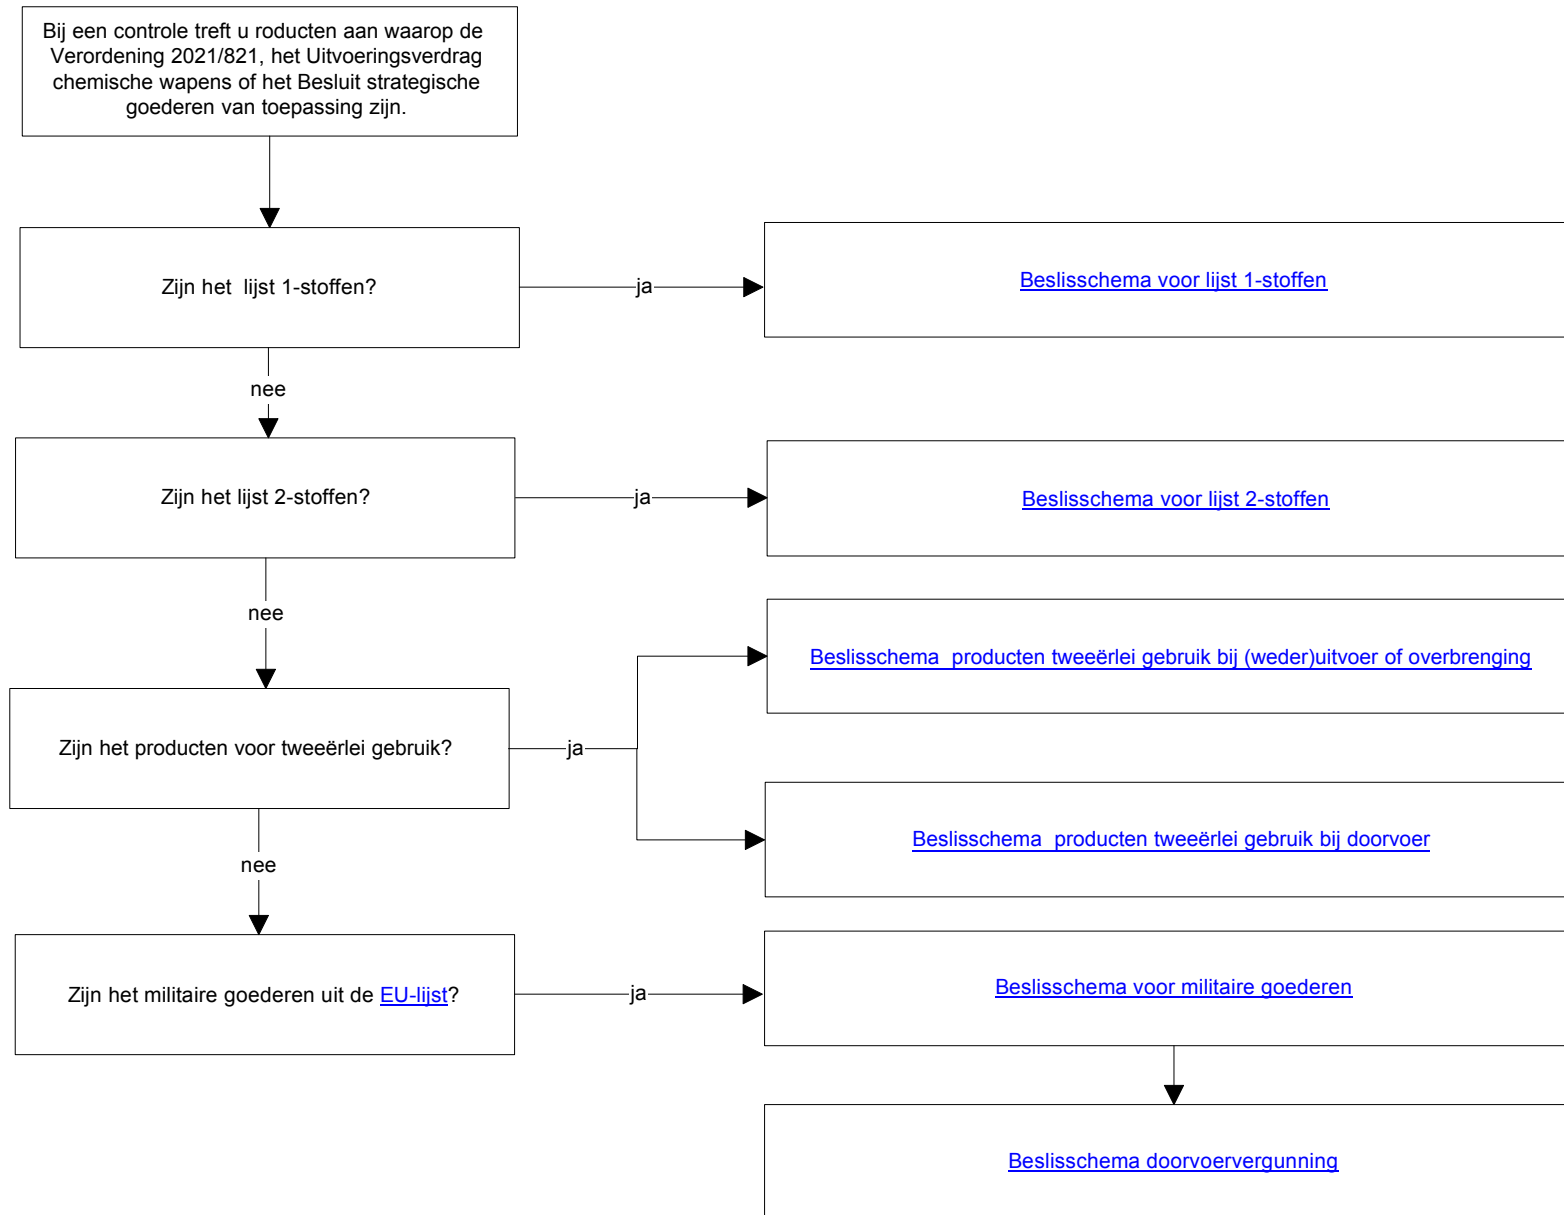 Bij een controle treft u roducten aan waarop de
Verordening 2021/821, het Uitvoeringsverdrag
chemische wapens of het Besluit strategische
goederen van toepassing zijn.
Zijn het  lijst 1-stoffen?
ja
Beslisschema voor lijst 1-stoffen
nee
Zijn het lijst 2-stoffen?
ja
Beslisschema voor lijst 2-stoffen
nee
Beslisschema  producten tweeërlei gebruik bij (weder)uitvoer of overbrenging
Zijn het producten voor tweeërlei gebruik?
ja
Beslisschema  producten tweeërlei gebruik bij doorvoer
nee
Zijn het militaire goederen uit de EU-lijst?
ja
Beslisschema voor militaire goederen
Beslisschema doorvoervergunning